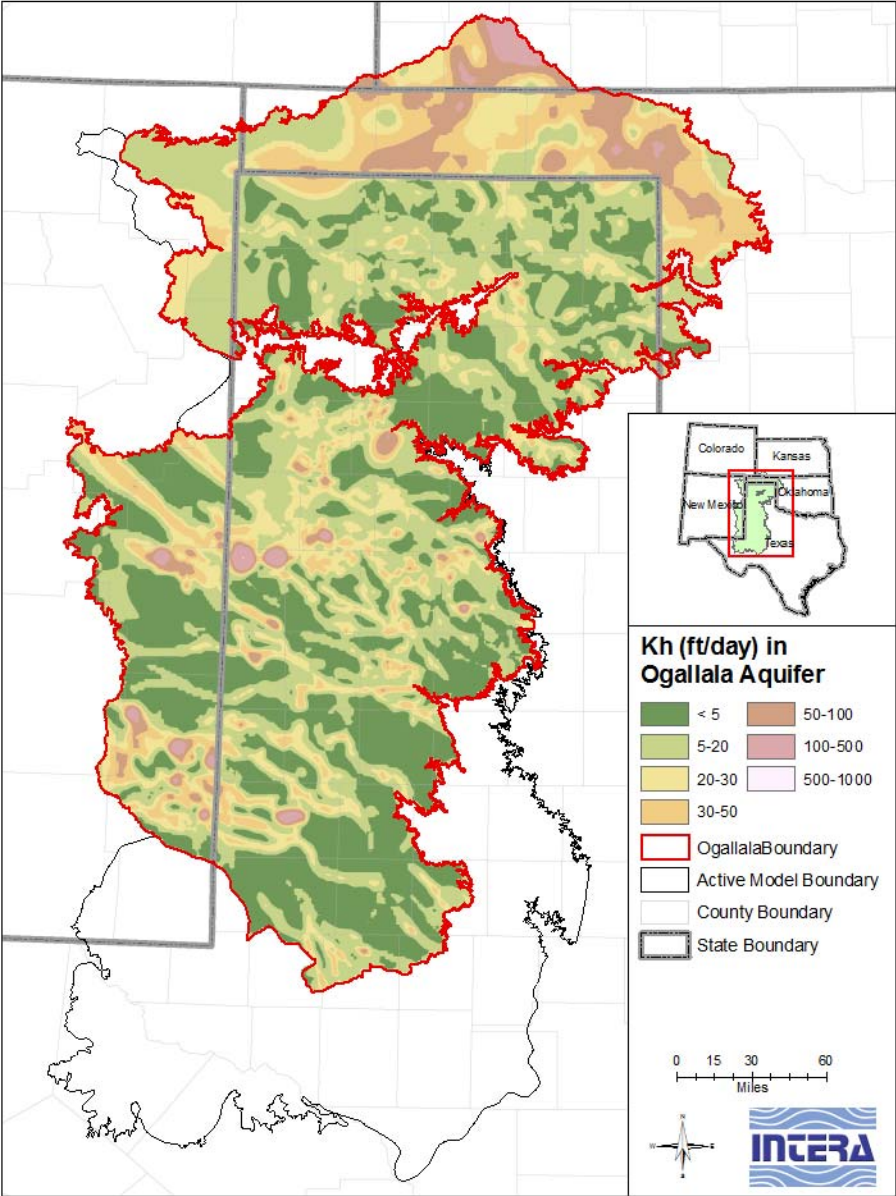 Colorado
Kansas
New Mexico
Oklahoma
Texas
Kh (ft/day) in
Ogallala Aquifer
< 5
50-100
5-20
100-500
20-30
500-1000
30-50
OgallalaBoundary
Active Model Boundary
County Boundary
State Boundary
0 15 30 60
Miles
N
W E
S
INTERA